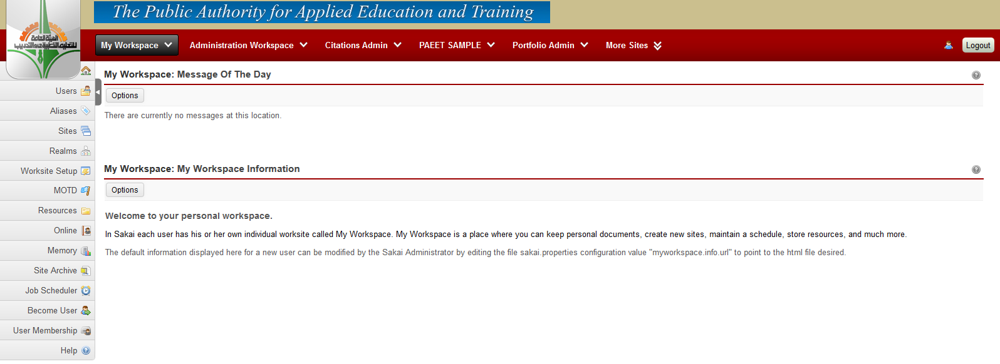 The Public Authority for Applied Education and Training
الهيئة العامة
للتعليم التطبيقي والتدريب
My Workspace
Administration Workspace
Citations Admin
PAEET SAMPLE
Portfolio Admin
More Sites
Logout
Users
Aliases
Sites
Realms
Worksite Setup
MOTD
Resources
Online
Memory
Site Archive
Job Scheduler
Become User
User Membership
Help
My Workspace: Message Of The Day
Options
There are currently no messages at this location.
My Workspace: My Workspace Information
Options
Welcome to your personal workspace.
In Sakai each user has his or her own individual worksite called My Workspace. My Workspace is a place where you can keep personal documents, create new sites, maintain a schedule, store resources, and much more.
The default information displayed here for a new user can be modified by the Sakai Administrator by editing the file sakai.properties configuration value "myworkspace.info.url" to point to the html file desired.